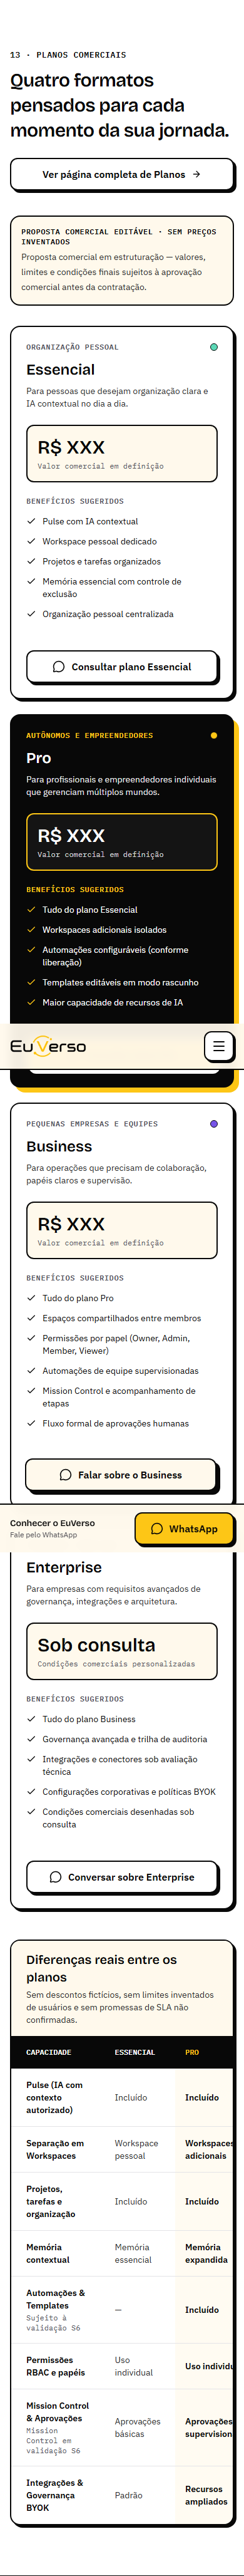 13 · PLANOS COMERCIAIS
Quatro formatos
pensados para cada
momento da sua jornada.
Ver página completa de Planos →
PROPOSTA COMERCIAL EDITÁVEL · SEM PREÇOS
INVENTADOS
Proposta comercial em estruturação — valores,
limites e condições finais sujeitos à aprovação
comercial antes da contratação.
ORGANIZAÇÃO PESSOAL
Essencial
Para pessoas que desejam organização clara e
IA contextual no dia a dia.
R$ XXX
Valor comercial em definição
BENEFÍCIOS SUGERIDOS
Pulse com IA contextual
Workspace pessoal dedicado
Projetos e tarefas organizados
Memória essencial com controle de
exclusão
Organização pessoal centralizada
Consultar plano Essencial
AUTÔNOMOS E EMPREENDEDORES
Pro
Para profissionais e empreendedores individuais
que gerenciam múltiplos mundos.
R$ XXX
Valor comercial em definição
BENEFÍCIOS SUGERIDOS
Tudo do plano Essencial
Workspaces adicionais isolados
Automações configuráveis (conforme
liberação)
Templates editáveis em modo rascunho
Maior capacidade de recursos de IA
EuVerso
PEQUENAS EMPRESAS E EQUIPES
Business
Para operações que precisam de colaboração,
papéis claros e supervisão.
R$ XXX
Valor comercial em definição
BENEFÍCIOS SUGERIDOS
Tudo do plano Pro
Espaços compartilhados entre membros
Permissões por papel (Owner, Admin,
Member, Viewer)
Automações de equipe supervisionadas
Mission Control e acompanhamento de
etapas
Fluxo formal de aprovações humanas
Falar sobre o Business
Conhecer o EuVerso
Fale pelo WhatsApp
WhatsApp
Enterprise
Para empresas com requisitos avançados de
governança, integrações e arquitetura.
Sob consulta
Condições comerciais personalizadas
BENEFÍCIOS SUGERIDOS
Tudo do plano Business
Governança avançada e trilha de auditoria
Integrações e conectores sob avaliação
técnica
Configurações corporativas e políticas BYOK
Condições comerciais desenhadas sob
consulta
Conversar sobre Enterprise
Diferenças reais entre os
planos
Sem descontos fictícios, sem limites inventados
de usuários e sem promessas de SLA não
confirmadas.
CAPACIDADE ESSENCIAL PRO
Pulse (IA com
contexto
autorizado)
Incluído
Incluído
Separação em
Workspaces
Workspace
pessoal
Workspaces
adicionais
Projetos,
tarefas e
organização
Incluído
Incluído
Memória
contextual
Memória
essencial
Memória
expandida
Automações &
Templates
Sujeito à
validação S6
—
Incluído
Permissões
RBAC e papéis
Uso
individual
Uso individu
Mission Control
& Aprovações
Mission
Control em
validação S6
Aprovações
básicas
Aprovações
supervision
Integrações &
Governança
BYOK
Padrão
Recursos
ampliados